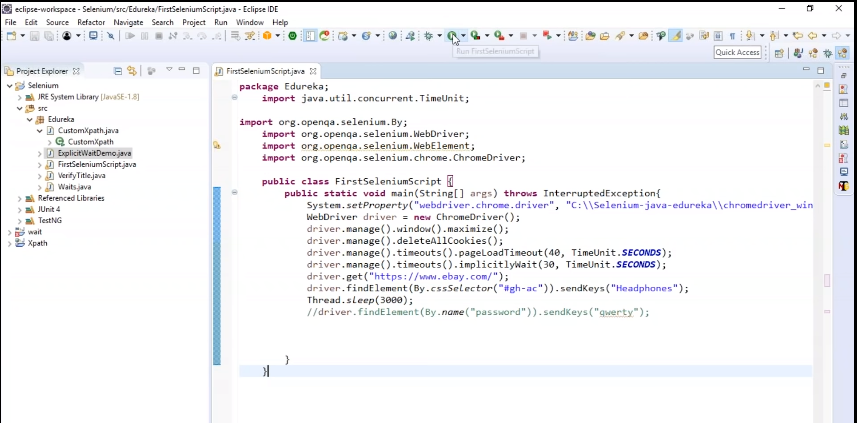 eclipse-workspace - Selenium/src/Edureka/FirstSeleniumScript.java - Eclipse IDE
File Edit Source Refactor Navigate Search Project Run Window Help
Run FirstSeleniumScript
Quick Access
Project Explorer
Selenium
JRE System Library [JavaSE-1.8]
src
Edureka
CustomXpath.java
CustomXpath
ExplicitWaitDemo.java
FirstSeleniumScript.java
VerifyTitle.java
Waits.java
Referenced Libraries
JUnit 4
TestNG
wait
Xpath
FirstSeleniumScript.java
package Edureka;
import java.util.concurrent.TimeUnit;
import org.openqa.selenium.By;
import org.openqa.selenium.WebDriver;
import org.openqa.selenium.WebElement;
import org.openqa.selenium.chrome.ChromeDriver;
public class FirstSeleniumScript {
public static void main(String[] args) throws InterruptedException{
System.setProperty("webdriver.chrome.driver", "C:\\Selenium-java-edureka\\chromedriver_win
WebDriver driver = new ChromeDriver();
driver.manage().window().maximize();
driver.manage().deleteAllCookies();
driver.manage().timeouts().pageLoadTimeout(40, TimeUnit.SECONDS);
driver.manage().timeouts().implicitlyWait(30, TimeUnit.SECONDS);
driver.get("https://www.ebay.com/");
driver.findElement(By.cssSelector("#gh-ac")).sendKeys("Headphones");
Thread.sleep(3000);
//driver.findElement(By.name("password")).sendKeys("qwerty");
}
}